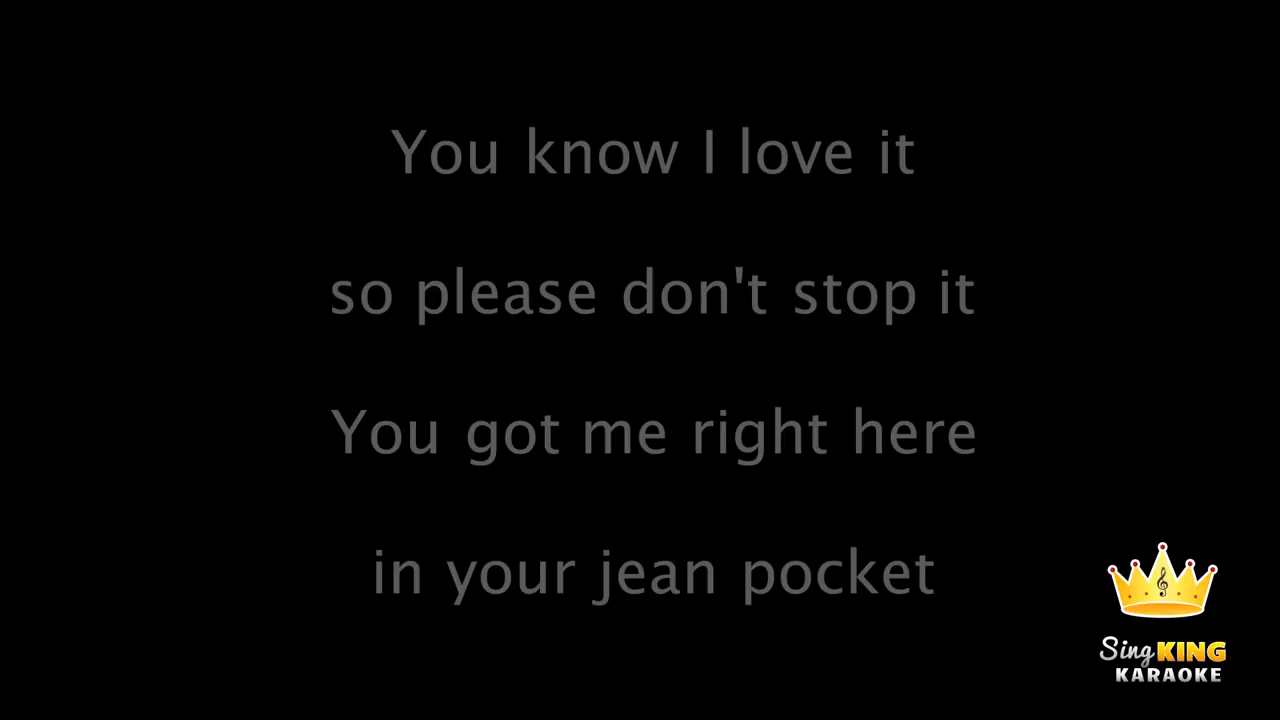 You know I love it
so please don't stop it
You got me right here
in your jean pocket
Sing KING
KARAOKE